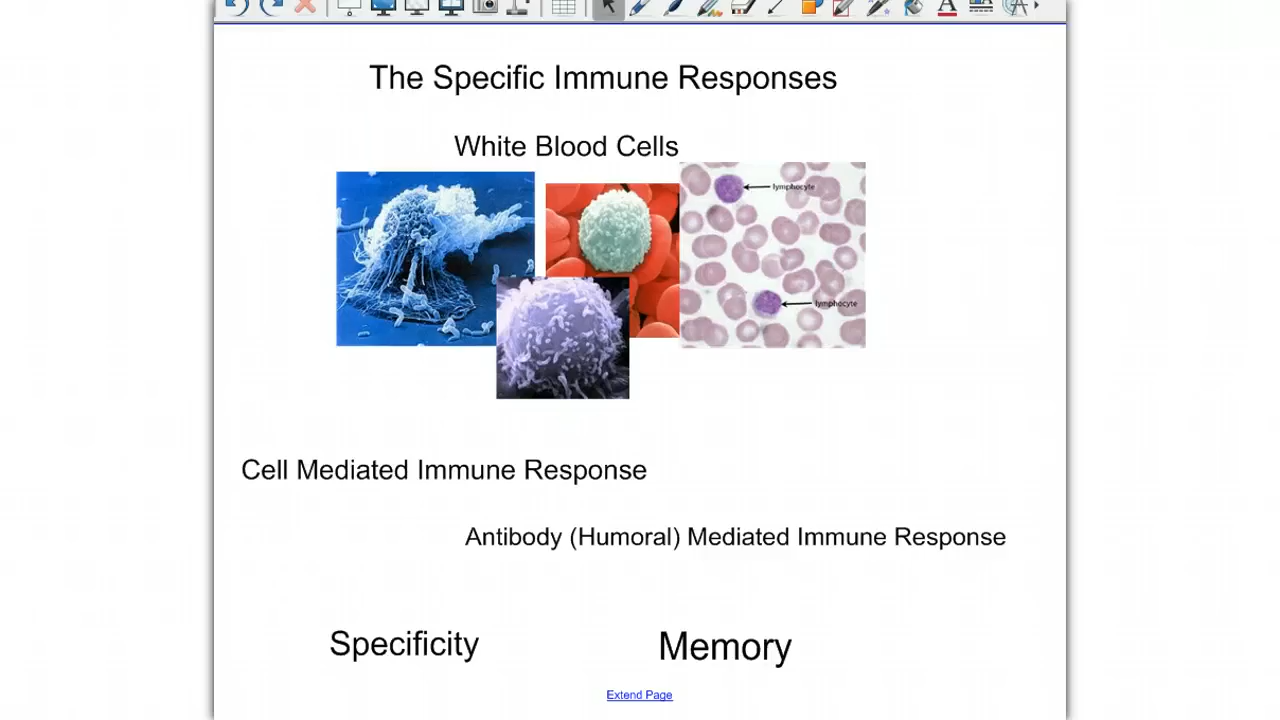 The Specific Immune Responses
White Blood Cells
lymphocyte
lymphocyte
Cell Mediated Immune Response
Antibody (Humoral) Mediated Immune Response
Specificity
Memory
Extend Page